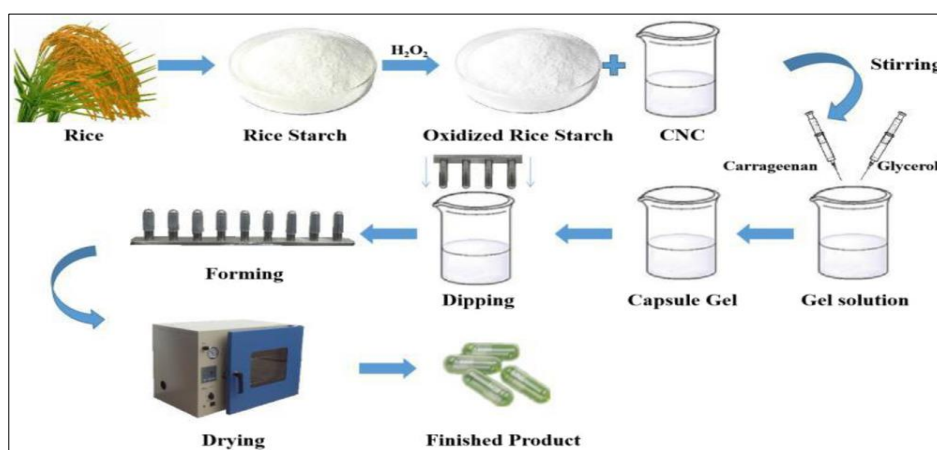 H₂O₂
Stirring
Rice
Rice Starch
Oxidized Rice Starch
CNC
Carrageenan
Glycerol
Forming
Dipping
Capsule Gel
Gel solution
Drying
Finished Product